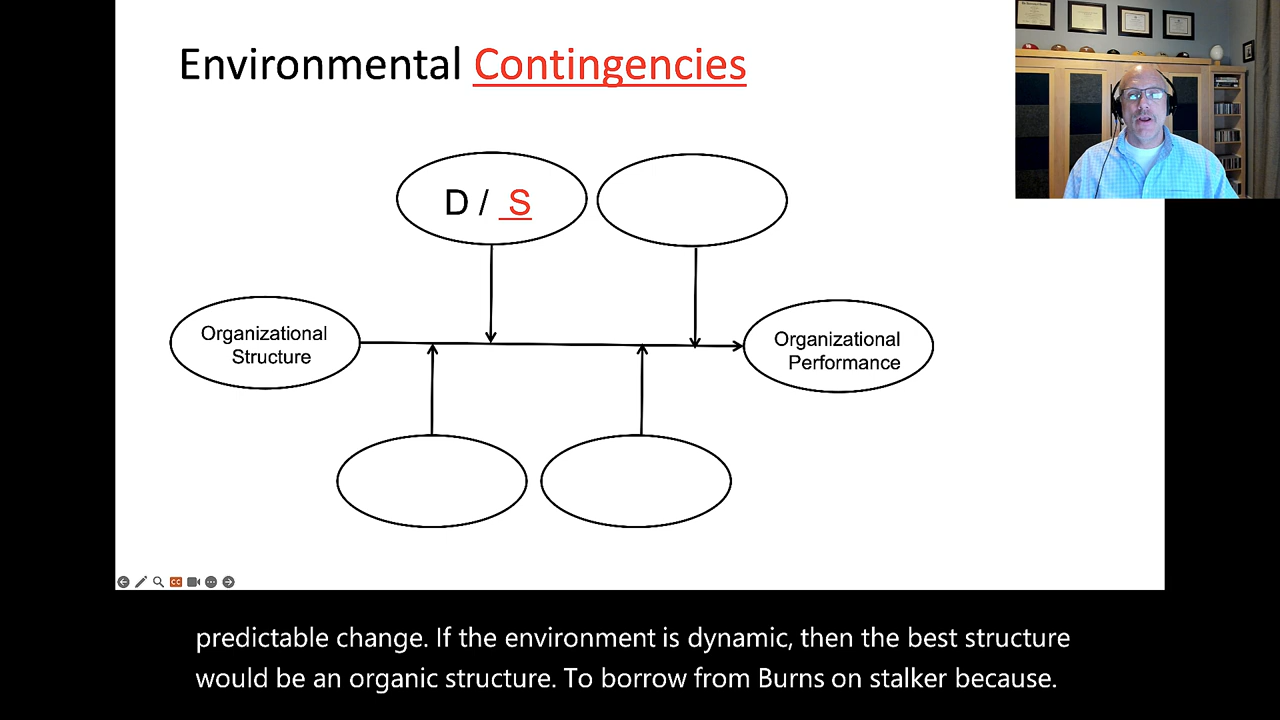 Environmental Contingencies
D / S
Organizational
Structure
Organizational
Performance
CC
predictable change. If the environment is dynamic, then the best structure
would be an organic structure. To borrow from Burns on stalker because.